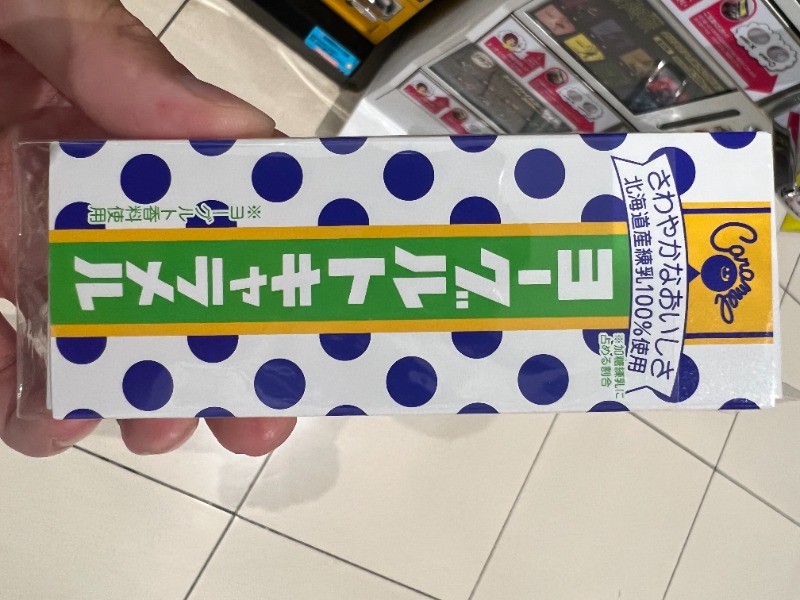 Caramel
さわやかなおいしさ
北海道産練乳100%使用
※加糖練乳に
占める割合
ヨーグルトキャラメル
※ヨーグルト香料使用